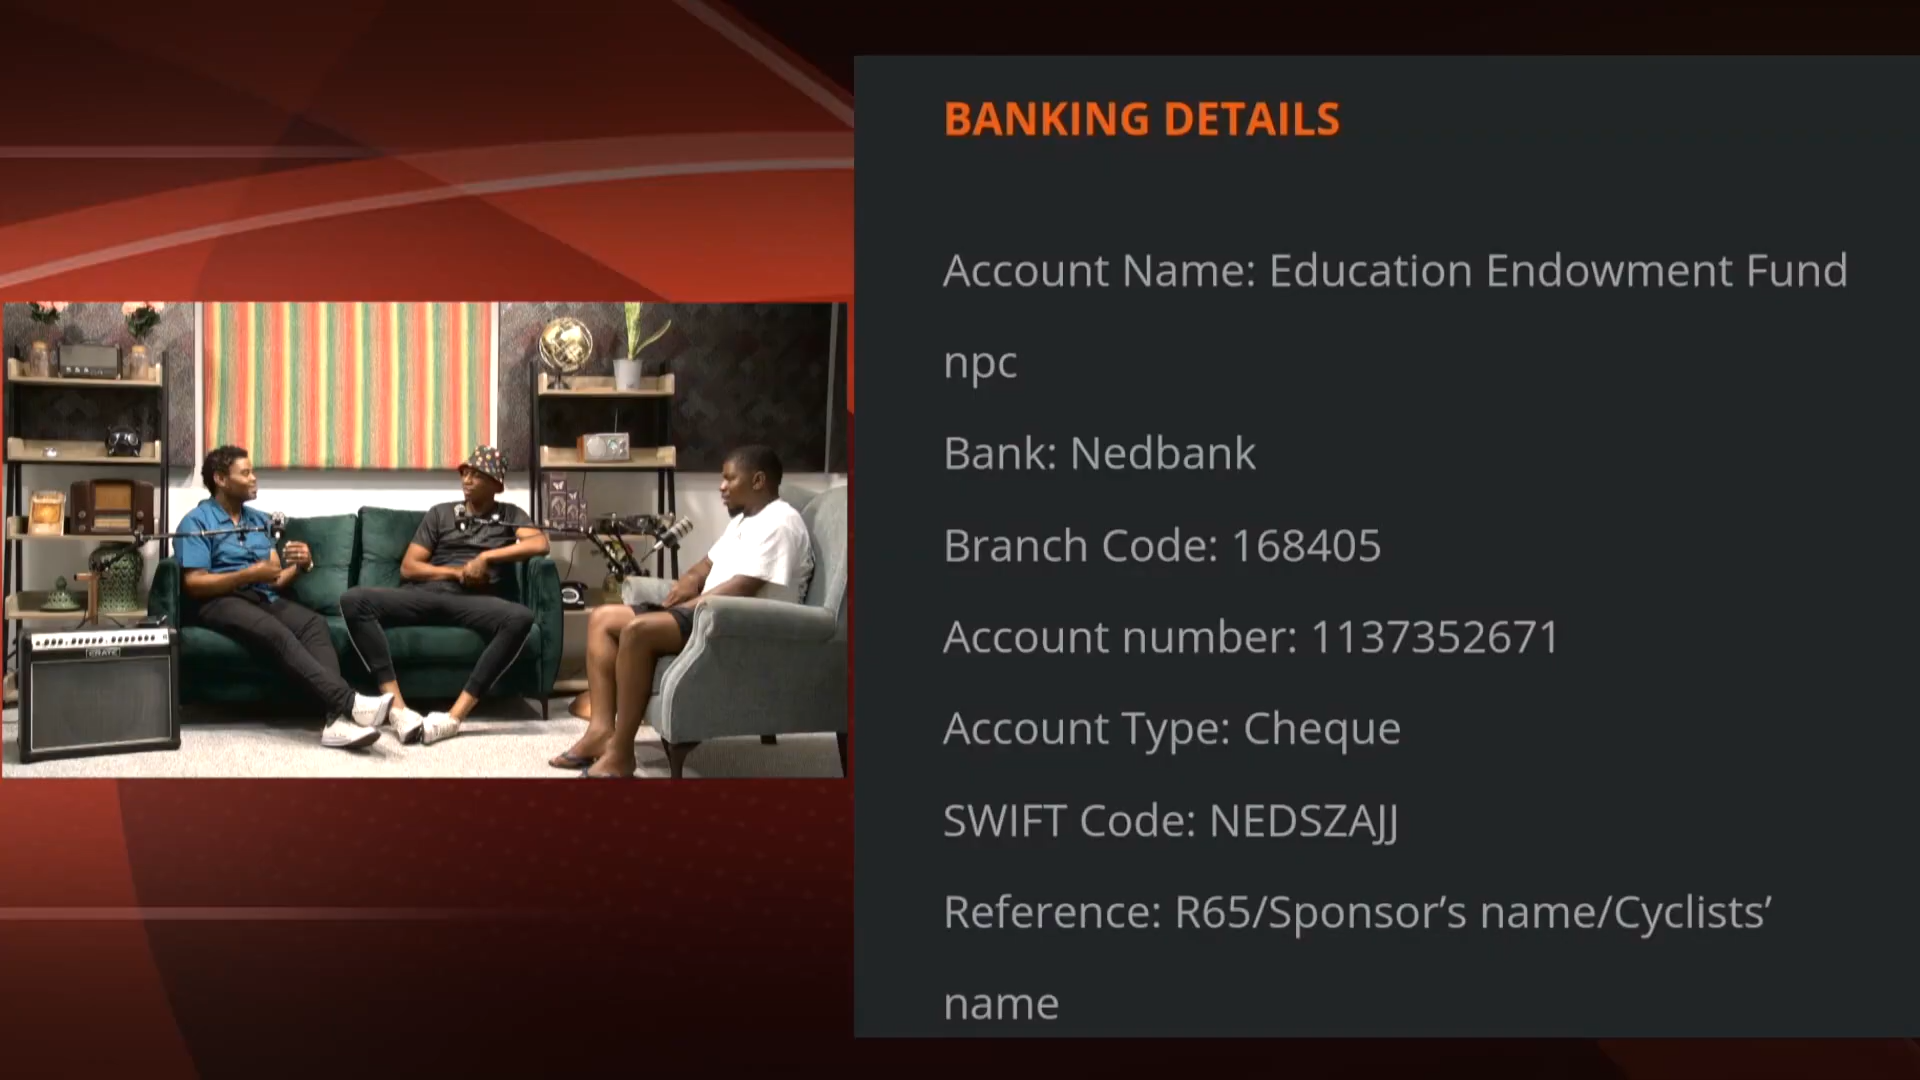 BANKING DETAILS
Account Name: Education Endowment Fund
npc
Bank: Nedbank
Branch Code: 168405
Account number: 1137352671
Account Type: Cheque
SWIFT Code: NEDSZAJJ
Reference: R65/Sponsor’s name/Cyclists’
name
CRATE